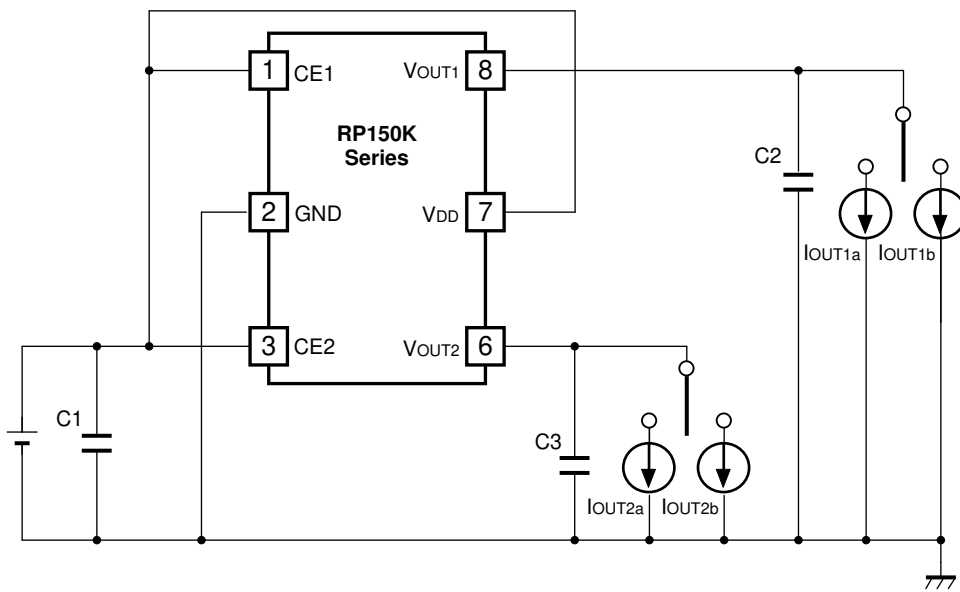 1 CE1
VOUT1 8
RP150K
Series
C2
2 GND
VDD 7
IOUT1a IOUT1b
3 CE2
VOUT2 6
C1
C3
IOUT2a IOUT2b